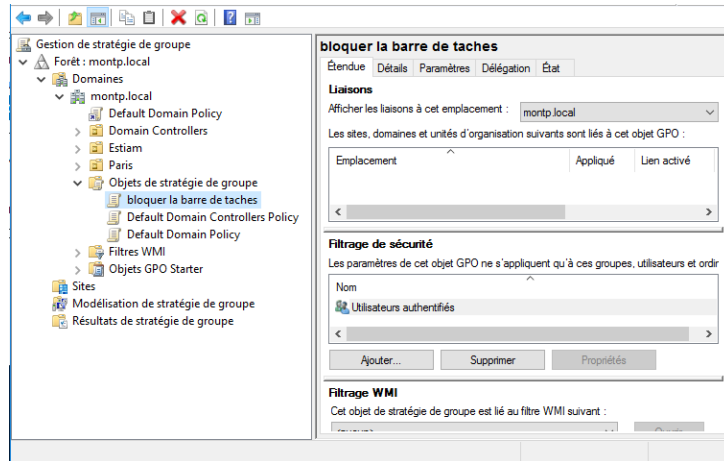 Gestion de stratégie de groupe
Forêt : montp.local
Domaines
montp.local
Default Domain Policy
Domain Controllers
Estiam
Paris
Objets de stratégie de groupe
bloquer la barre de taches
Default Domain Controllers Policy
Default Domain Policy
Filtres WMI
Objets GPO Starter
Sites
Modélisation de stratégie de groupe
Résultats de stratégie de groupe
bloquer la barre de taches
Étendue Détails Paramètres Délégation État
Liaisons
Afficher les liaisons à cet emplacement : montp.local
Les sites, domaines et unités d'organisation suivants sont liés à cet objet GPO :
Emplacement Appliqué Lien activé
Filtrage de sécurité
Les paramètres de cet objet GPO ne s'appliquent qu'à ces groupes, utilisateurs et ordir
Nom
Utilisateurs authentifiés
Ajouter... Supprimer Propriétés
Filtrage WMI
Cet objet de stratégie de groupe est lié au filtre WMI suivant :